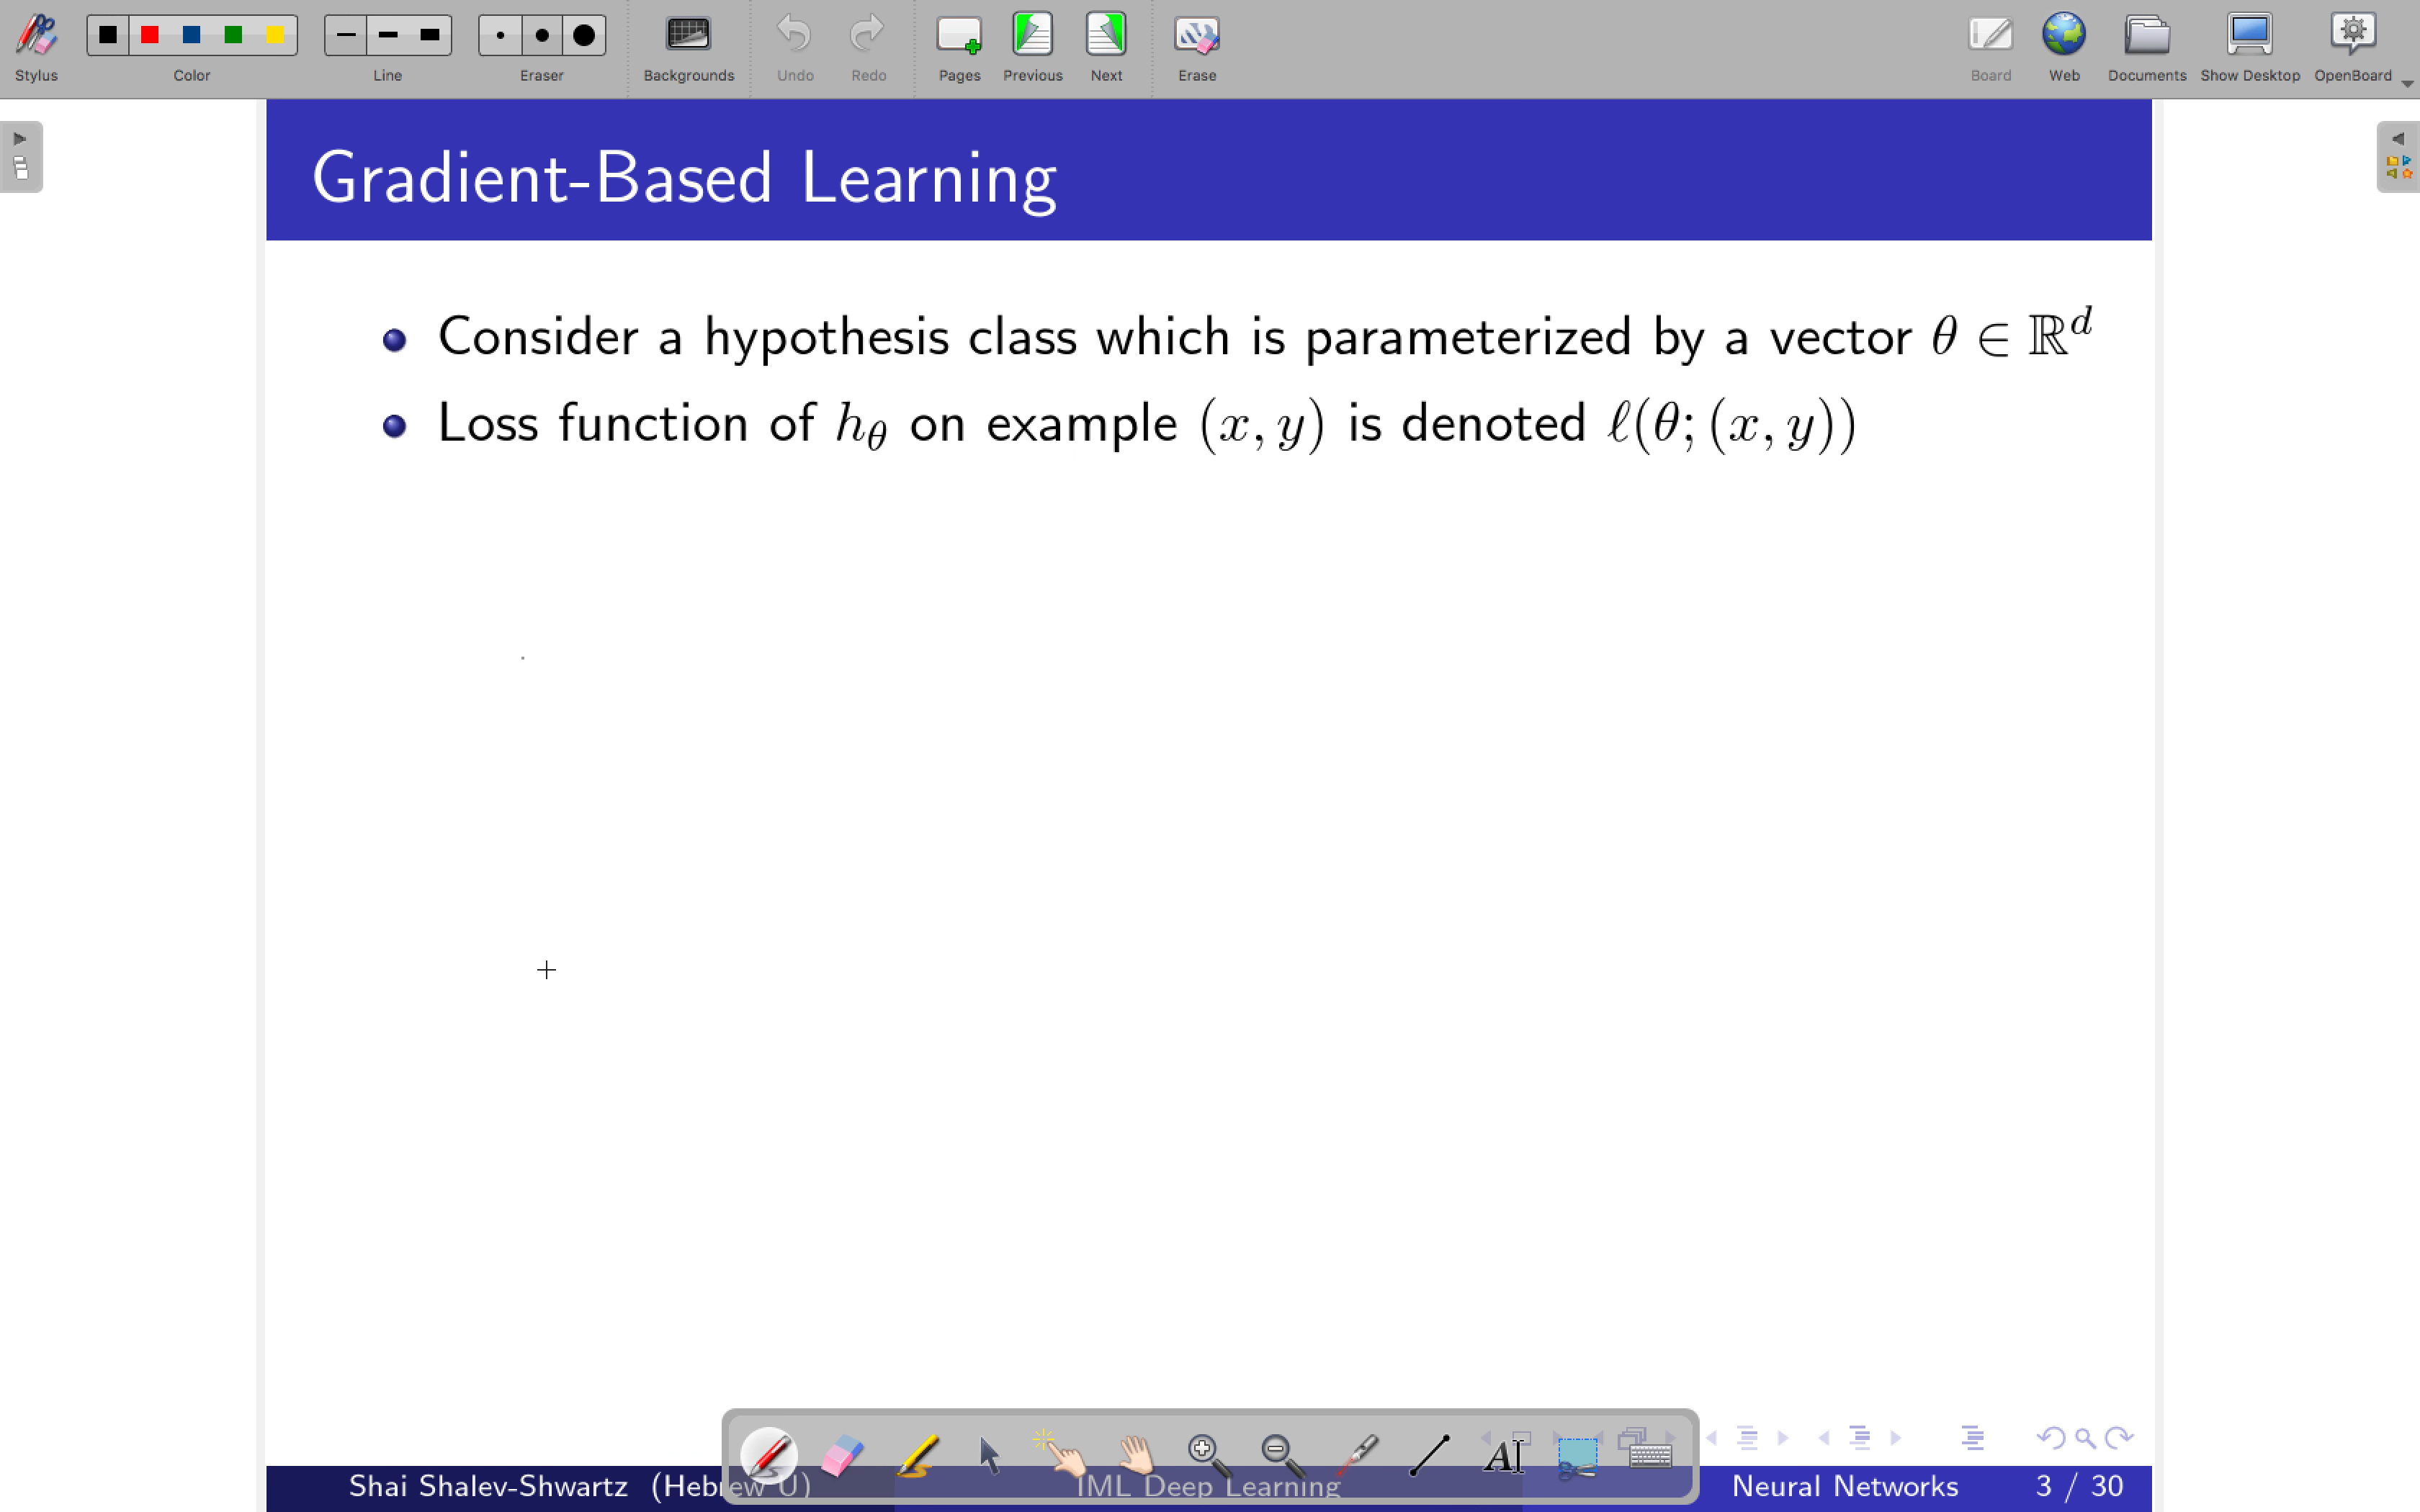 Stylus Color Line Eraser Backgrounds Undo Redo Pages Previous Next Erase Board Web Documents Show Desktop OpenBoard
Gradient-Based Learning
Consider a hypothesis class which is parameterized by a vector θ ∈ ℝ^d
Loss function of h_θ on example (x, y) is denoted ℓ(θ; (x, y))
Shai Shalev-Shwartz (Hebrew U) IML Deep Learning Neural Networks 3 / 30